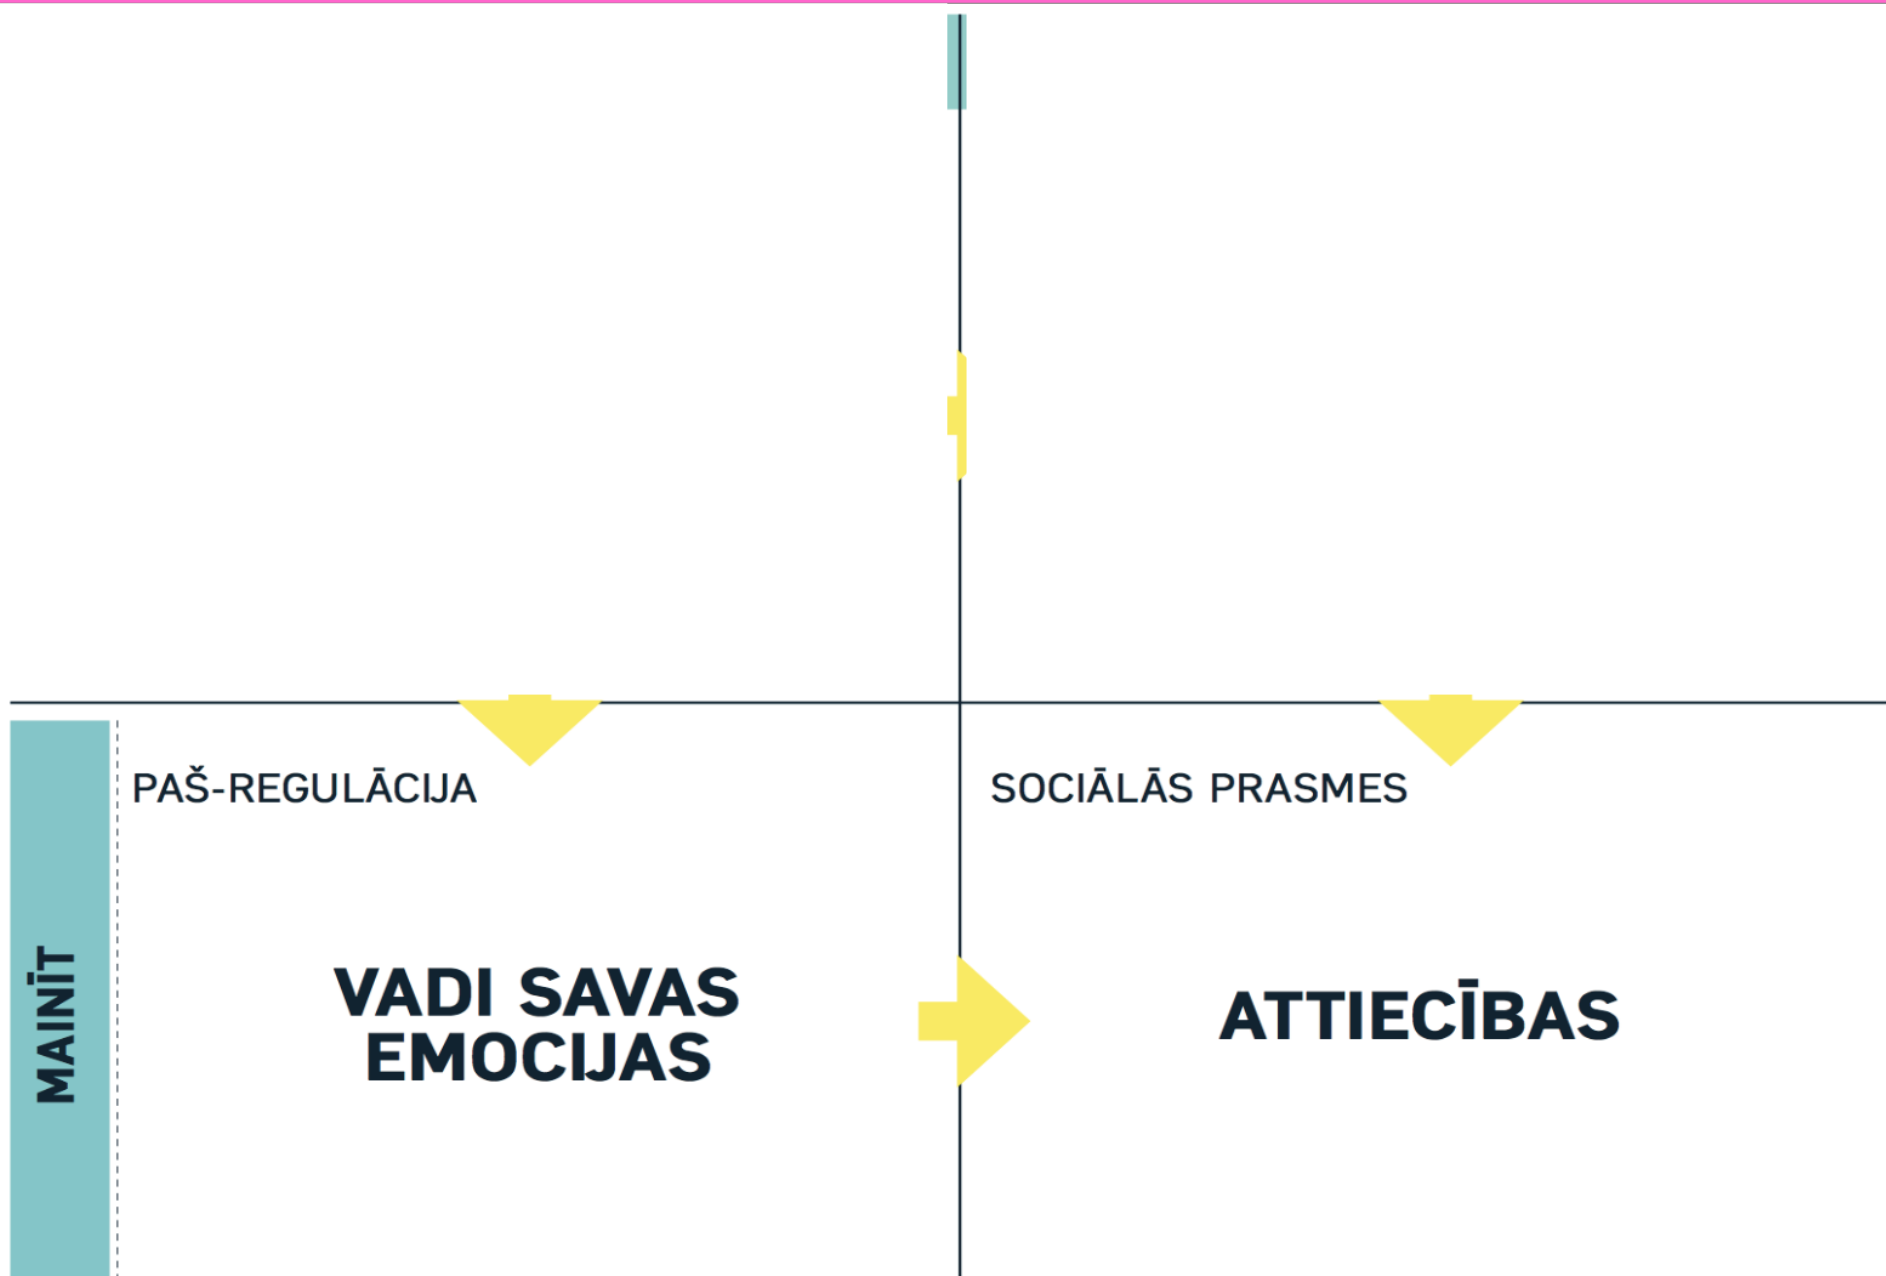 PAŠ-REGULĀCIJA
SOCIĀLĀS PRASMES
MAINĪT
VADI SAVAS
EMOCIJAS
ATTIECĪBAS